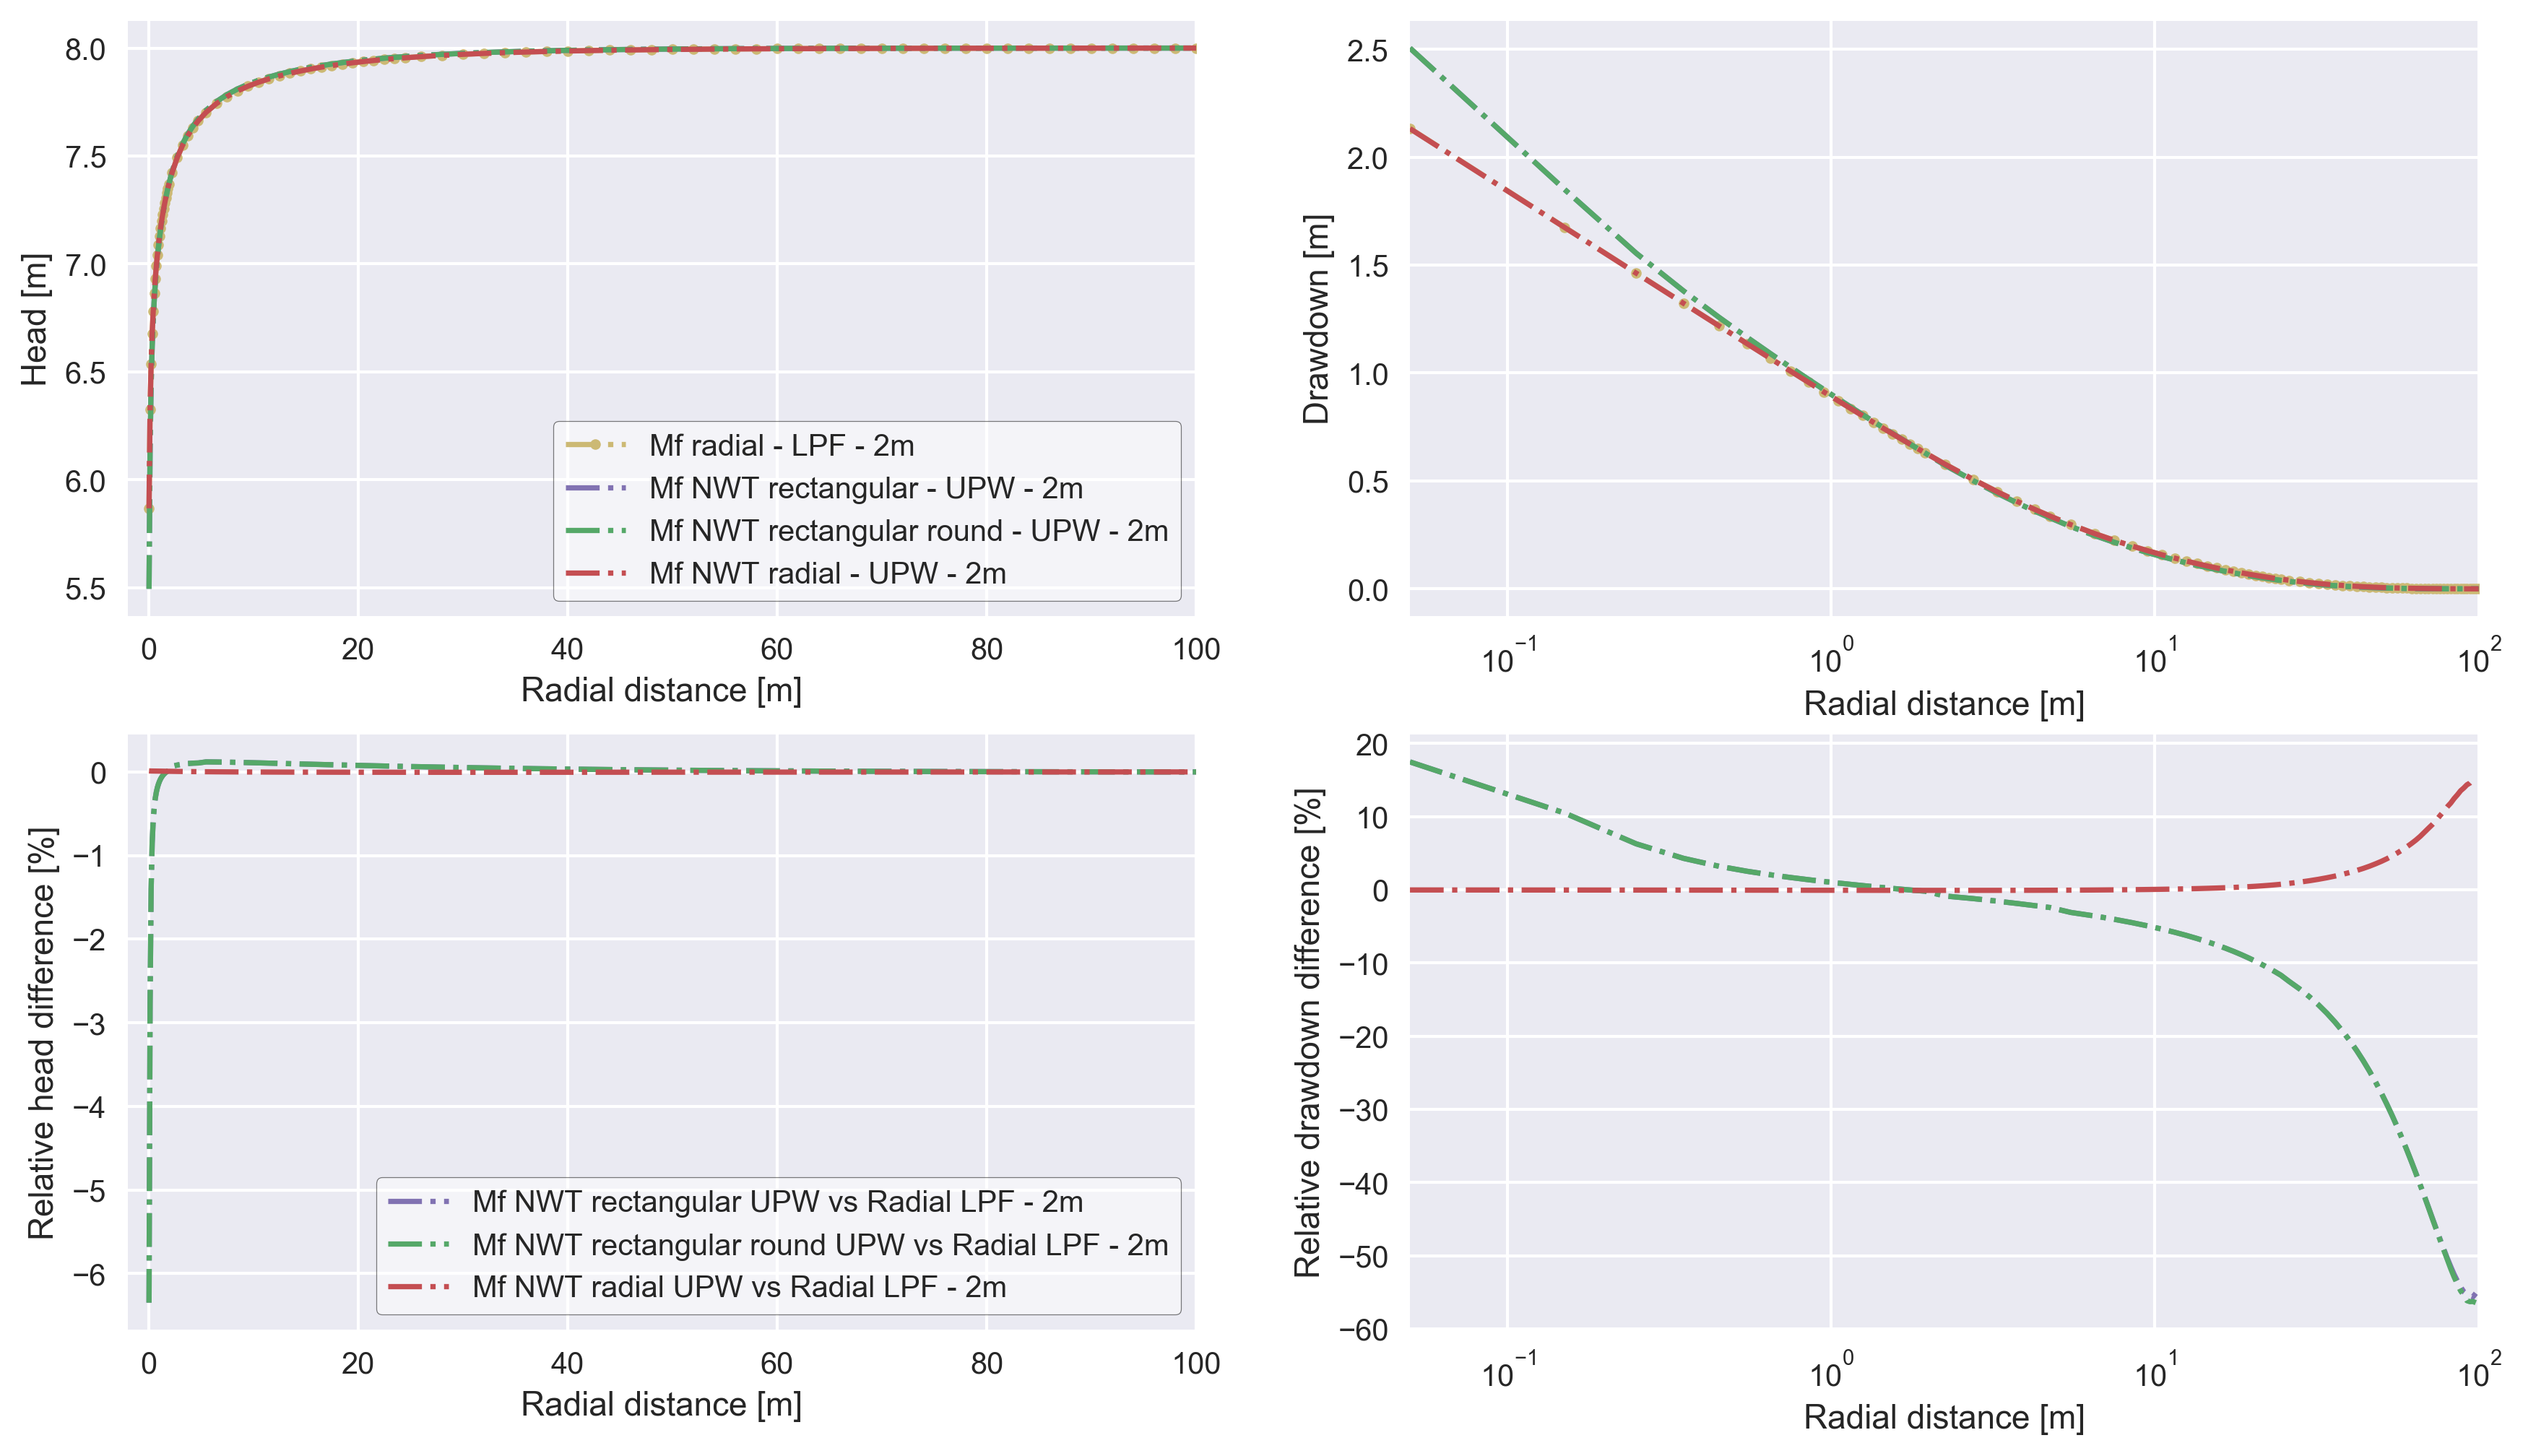 8.0
7.5
7.0
6.5
6.0
5.5
Head [m]
0 20 40 60 80 100
Radial distance [m]
Mf radial - LPF - 2m
Mf NWT rectangular - UPW - 2m
Mf NWT rectangular round - UPW - 2m
Mf NWT radial - UPW - 2m
2.5
2.0
1.5
1.0
0.5
0.0
Drawdown [m]
10⁻¹ 10⁰ 10¹ 10²
Radial distance [m]
0
−1
−2
−3
−4
−5
−6
Relative head difference [%]
0 20 40 60 80 100
Radial distance [m]
Mf NWT rectangular UPW vs Radial LPF - 2m
Mf NWT rectangular round UPW vs Radial LPF - 2m
Mf NWT radial UPW vs Radial LPF - 2m
20
10
0
−10
−20
−30
−40
−50
−60
Relative drawdown difference [%]
10⁻¹ 10⁰ 10¹ 10²
Radial distance [m]